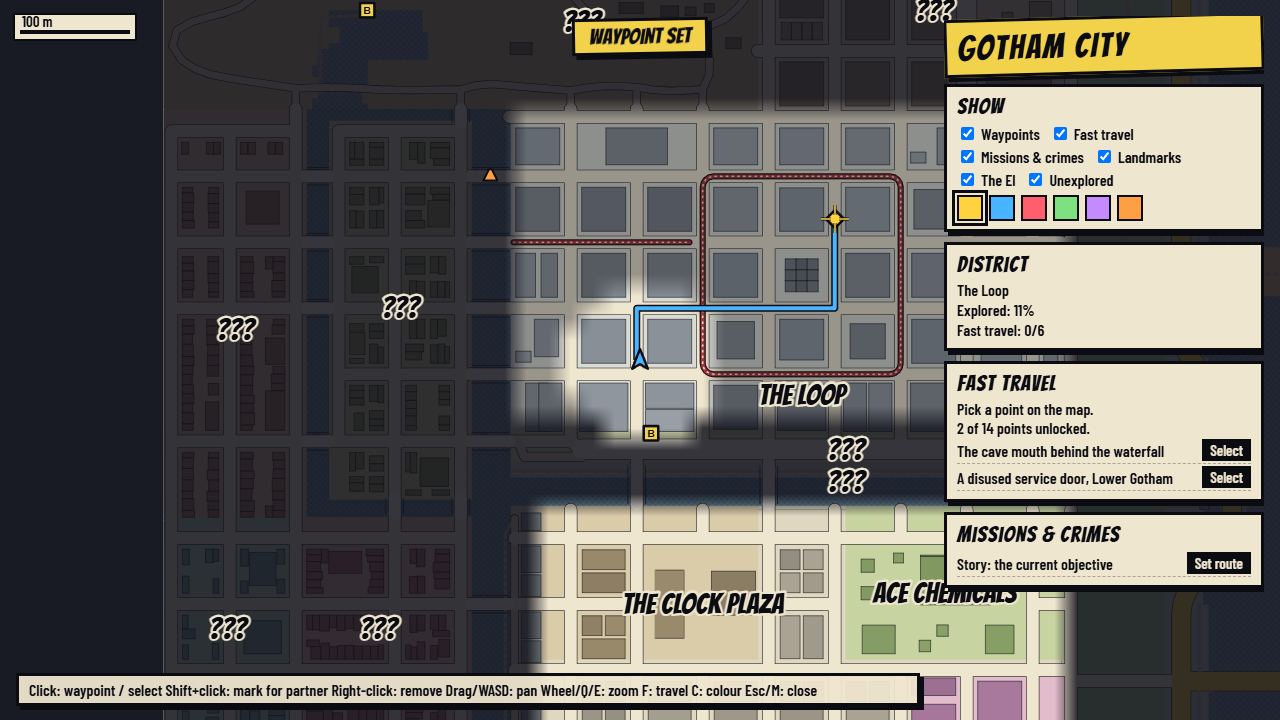 100 m
B
???
???
WAYPOINT SET
GOTHAM CITY
SHOW
Waypoints
Fast travel
Missions & crimes
Landmarks
The El
Unexplored
DISTRICT
The Loop
Explored: 11%
Fast travel: 0/6
???
???
THE LOOP
FAST TRAVEL
Pick a point on the map.
2 of 14 points unlocked.
The cave mouth behind the waterfall
Select
A disused service door, Lower Gotham
Select
B
???
???
MISSIONS & CRIMES
Story: the current objective
Set route
THE CLOCK PLAZA
ACE CHEMICALS
???
???
Click: waypoint / select Shift+click: mark for partner Right-click: remove Drag/WASD: pan Wheel/Q/E: zoom F: travel C: colour Esc/M: close